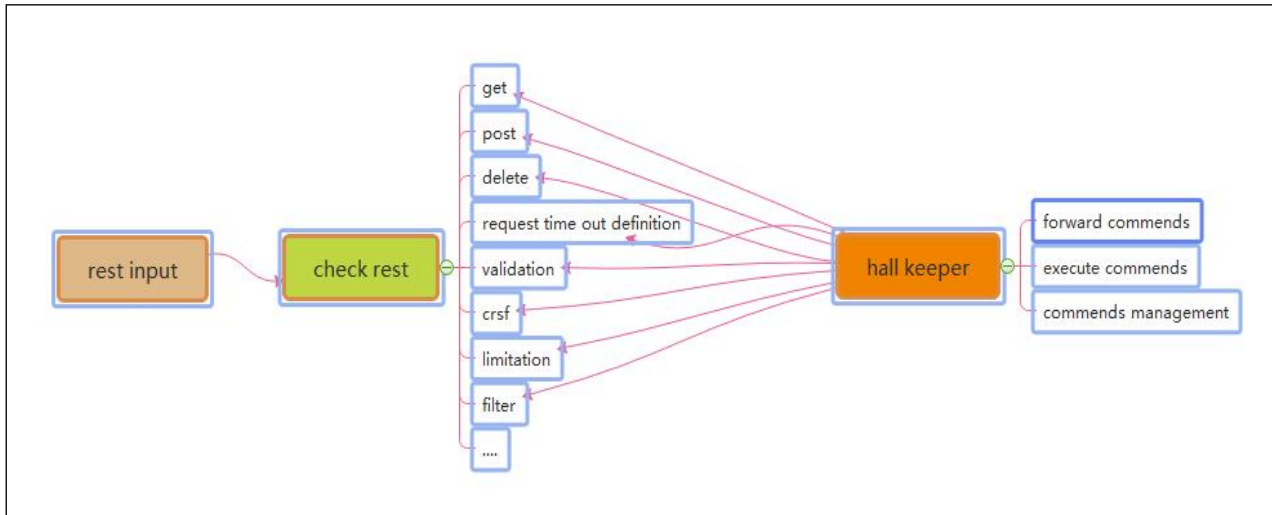 rest input
check rest
get
post
delete
request time out definition
validation
crsf
limitation
filter
....
hall keeper
forward commends
execute commends
commends management